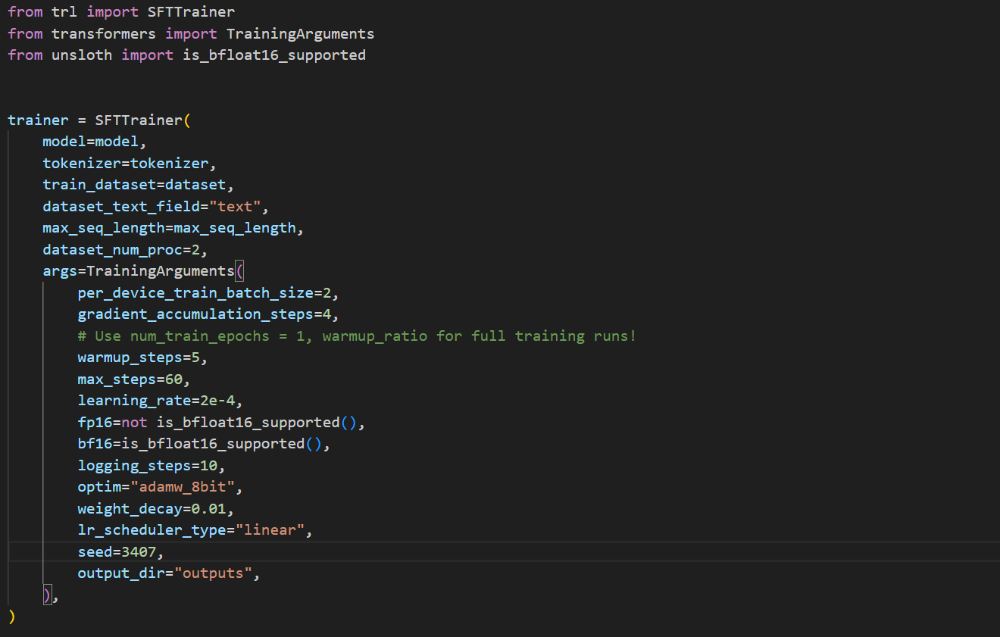 from trl import SFTTrainer
from transformers import TrainingArguments
from unsloth import is_bfloat16_supported
trainer = SFTTrainer(
    model=model,
    tokenizer=tokenizer,
    train_dataset=dataset,
    dataset_text_field="text",
    max_seq_length=max_seq_length,
    dataset_num_proc=2,
    args=TrainingArguments(
        per_device_train_batch_size=2,
        gradient_accumulation_steps=4,
        # Use num_train_epochs = 1, warmup_ratio for full training runs!
        warmup_steps=5,
        max_steps=60,
        learning_rate=2e-4,
        fp16=not is_bfloat16_supported(),
        bf16=is_bfloat16_supported(),
        logging_steps=10,
        optim="adamw_8bit",
        weight_decay=0.01,
        lr_scheduler_type="linear",
        seed=3407,
        output_dir="outputs",
    ),
)